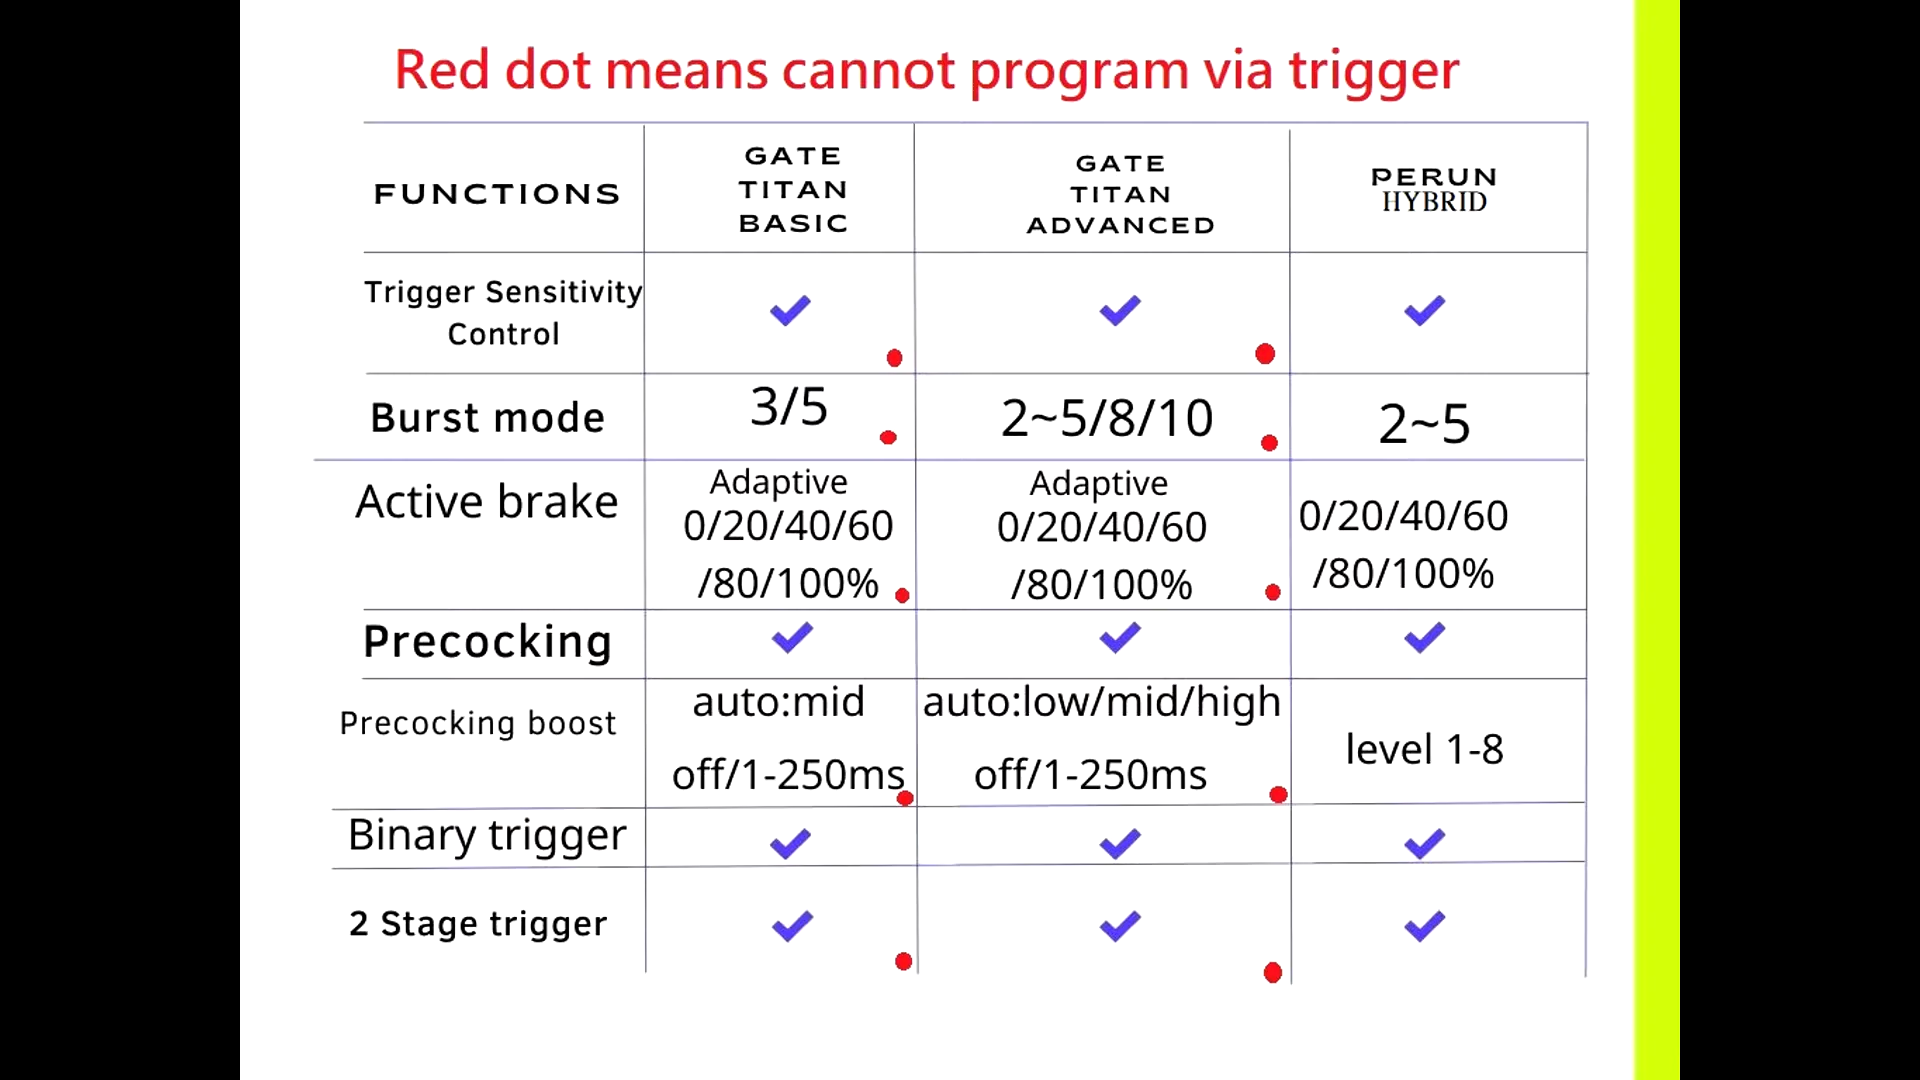 Red dot means cannot program via trigger
FUNCTIONS
GATE
TITAN
BASIC
GATE
TITAN
ADVANCED
PERUN
HYBRID
Trigger Sensitivity
Control
Burst mode
3/5
2~5/8/10
2~5
Active brake
Adaptive
0/20/40/60
/80/100%
Adaptive
0/20/40/60
/80/100%
0/20/40/60
/80/100%
Precocking
Precocking boost
auto:mid
off/1-250ms
auto:low/mid/high
off/1-250ms
level 1-8
Binary trigger
2 Stage trigger